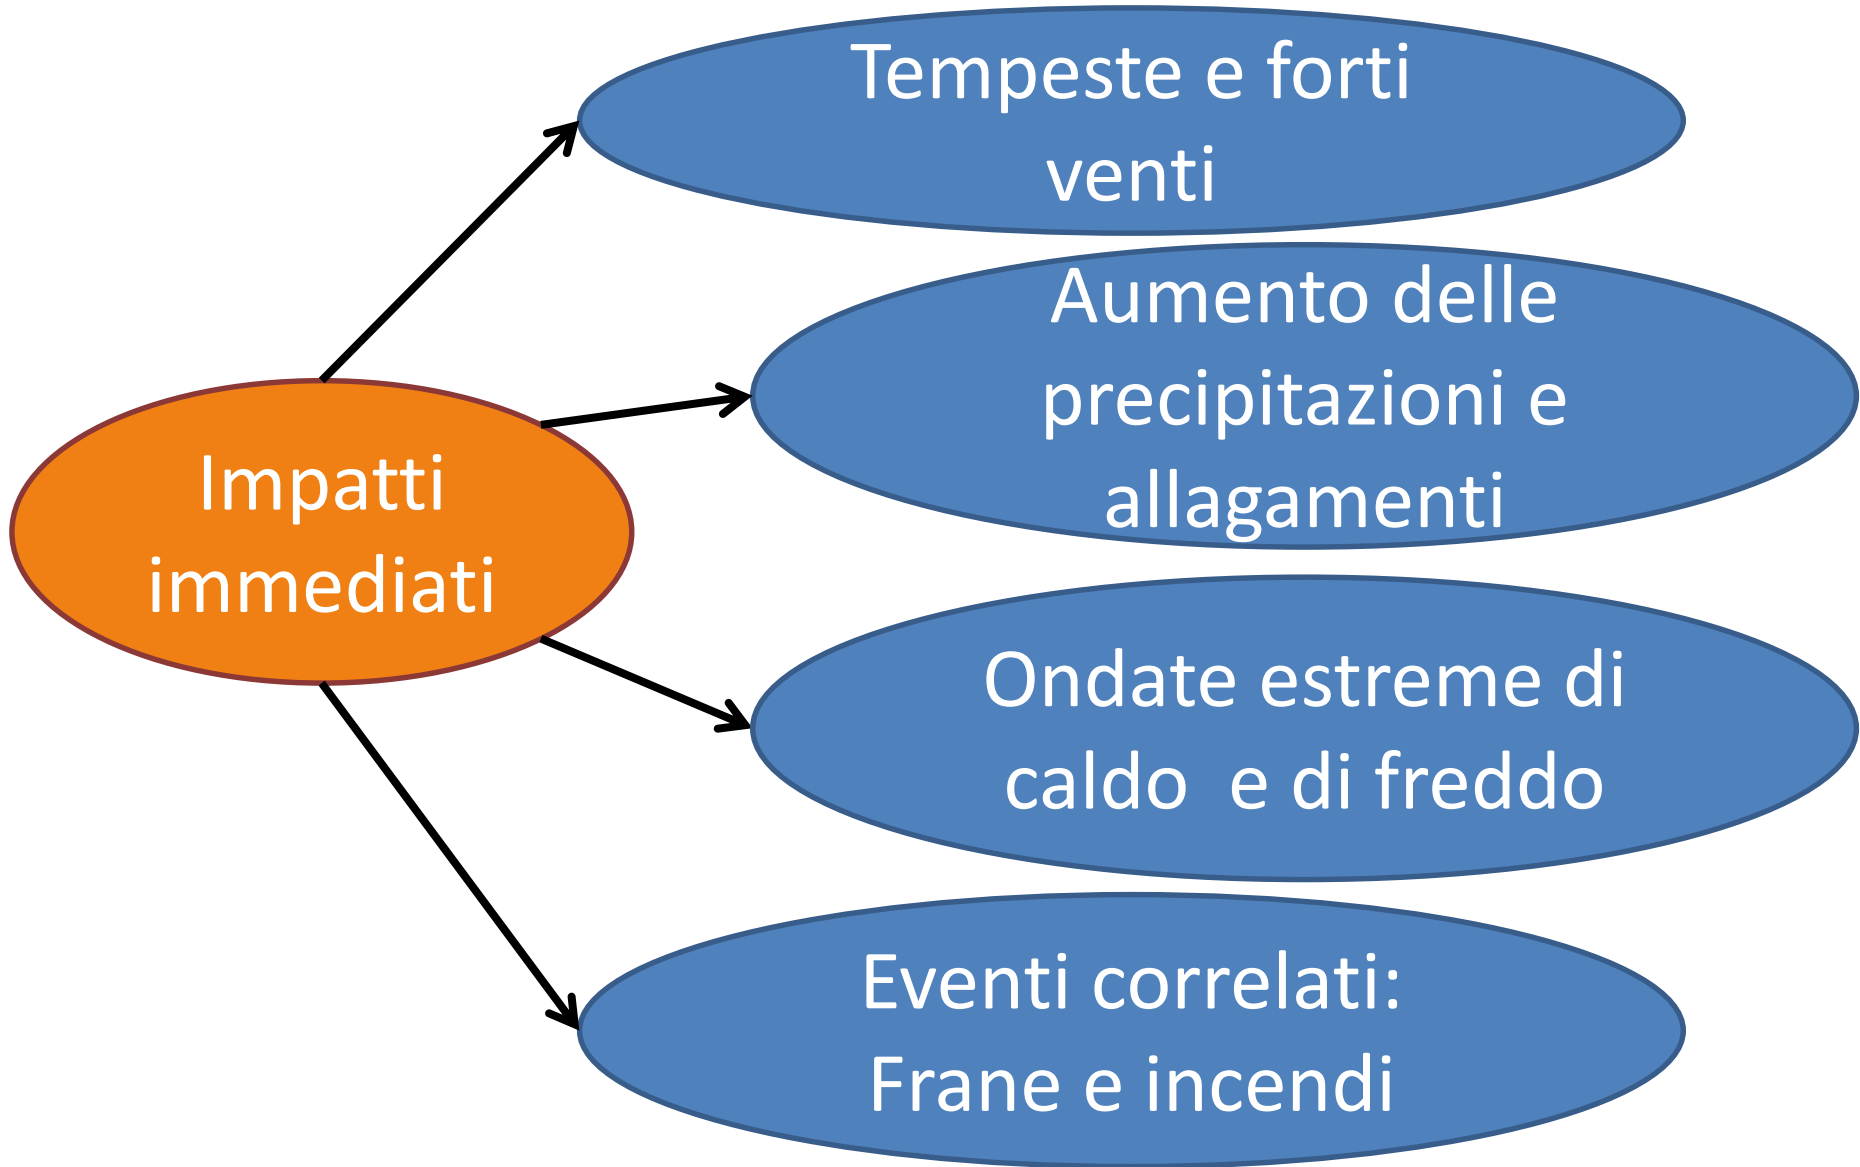 Tempeste e forti
venti
Aumento delle
precipitazioni e
allagamenti
Impatti
immediati
Ondate estreme di
caldo  e di freddo
Eventi correlati:
Frane e incendi